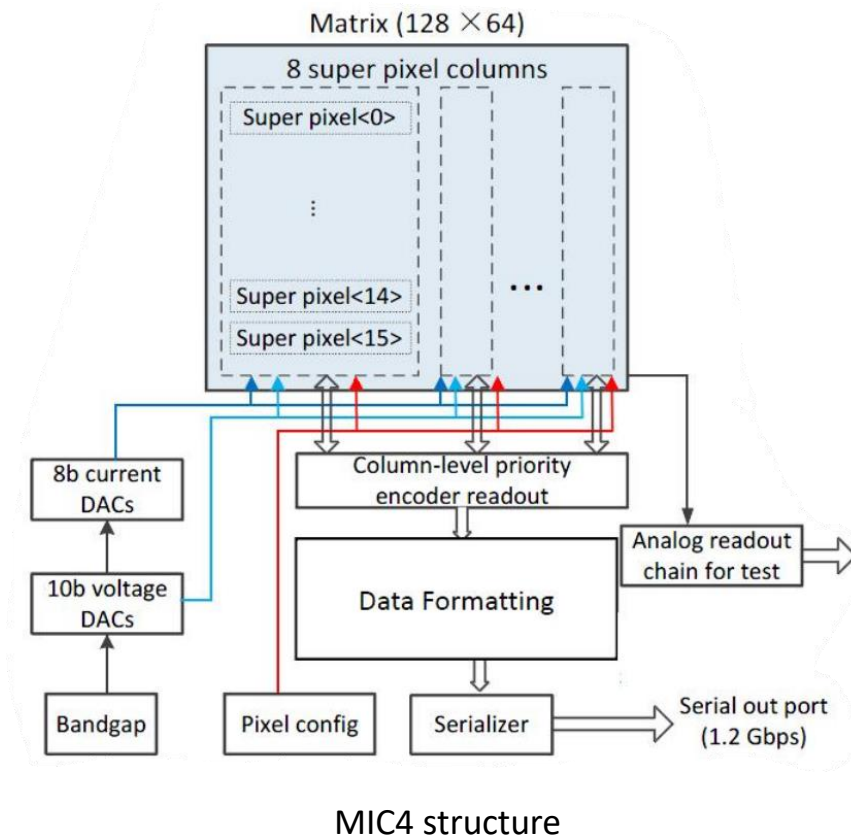 Matrix (128 × 64)
8 super pixel columns
Super pixel<0>
⋮
Super pixel<14>
Super pixel<15>
...
8b current
DACs
Column-level priority
encoder readout
Analog readout
chain for test
10b voltage
DACs
Data Formatting
Bandgap
Pixel config
Serializer
Serial out port
(1.2 Gbps)
MIC4 structure